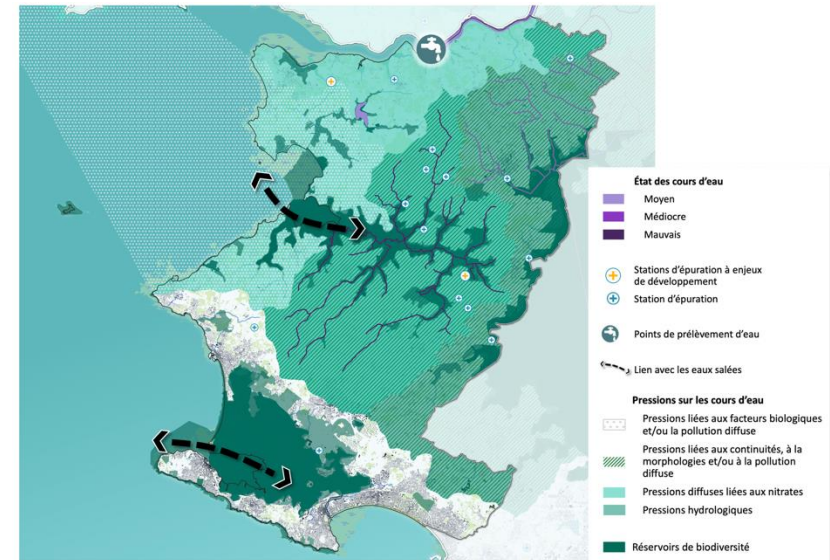 État des cours d'eau
Moyen
Médiocre
Mauvais
Stations d'épuration à enjeux
de développement
Station d'épuration
Points de prélèvement d'eau
Lien avec les eaux salées
Pressions sur les cours d'eau
Pressions liées aux facteurs biologiques
et/ou la pollution diffuse
Pressions liées aux continuités, à la
morphologies et/ou à la pollution
diffuse
Pressions diffuses liées aux nitrates
Pressions hydrologiques
Réservoirs de biodiversité